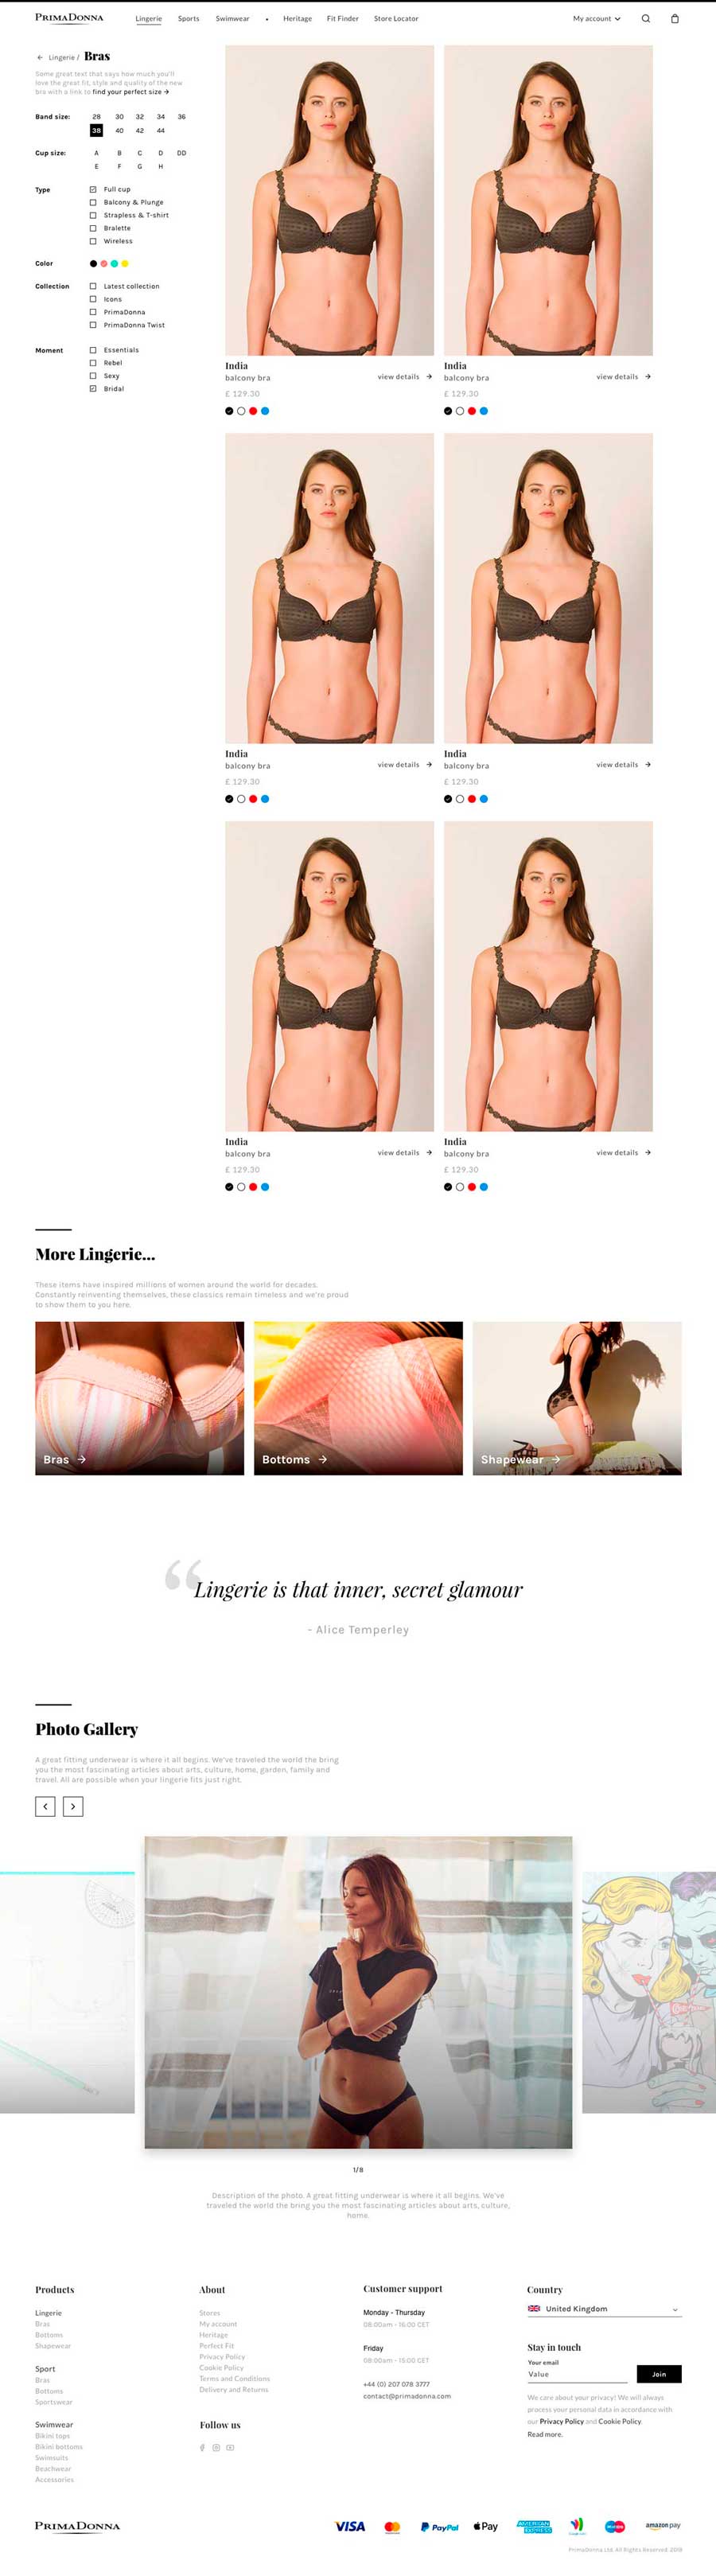 PRIMADONNA
Lingerie Sports Swimwear • Heritage Fit Finder Store Locator My account
← Lingerie / Bras
Some great text that says how much you'll
love the great fit, style and quality of the new
bra with a link to find your perfect size →
Band size: 28 30 32 34 36
38 40 42 44
Cup size: A B C D DD
E F G H
Type Full cup
Balcony & Plunge
Strapless & T-shirt
Bralette
Wireless
Color
Collection Latest collection
Icons
PrimaDonna
PrimaDonna Twist
Moment Essentials
Rebel
Sexy
Bridal
India
balcony bra view details →
£ 129.30
India
balcony bra view details →
£ 129.30
India
balcony bra view details →
£ 129.30
India
balcony bra view details →
£ 129.30
India
balcony bra view details →
£ 129.30
India
balcony bra view details →
£ 129.30
More Lingerie...
These items have inspired millions of women around the world for decades.
Constantly reinventing themselves, these classics remain timeless and we're proud
to show them to you here.
Bras →
Bottoms →
Shapewear →
“Lingerie is that inner, secret glamour
- Alice Temperley
Photo Gallery
A great fitting underwear is where it all begins. We've traveled the world the bring
you the most fascinating articles about arts, culture, home, garden, family and
travel. All are possible when your lingerie fits just right.
1/8
Description of the photo. A great fitting underwear is where it all begins. We've
traveled the world the bring you the most fascinating articles about arts, culture,
home.
Products
Lingerie
Bras
Bottoms
Shapewear
Sport
Bras
Bottoms
Sportswear
Swimwear
Bikini tops
Bikini bottoms
Swimsuits
Beachwear
Accessories
About
Stores
My account
Heritage
Perfect Fit
Privacy Policy
Cookie Policy
Terms and Conditions
Delivery and Returns
Follow us
Customer support
Monday - Thursday
08:00am - 16:00 CET
Friday
08:00am - 15:00 CET
+44 (0) 207 078 3777
contact@primadonna.com
Country
United Kingdom
Stay in touch
Your email
Value Join
We care about your privacy! We will always
process your personal data in accordance with
our Privacy Policy and Cookie Policy.
Read more.
PRIMADONNA
VISA PayPal Pay AMERICAN EXPRESS amazon pay
PrimaDonna Ltd. All Rights Reserved. 2019